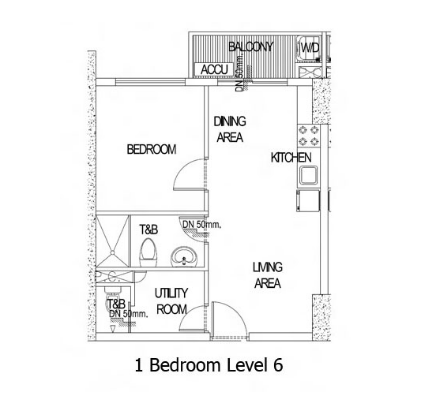 BALCONY
W/D
ACCU
DN 50mm.
DINING
AREA
BEDROOM
KITCHEN
T&B
DN 50mm.
LIVING
AREA
UTILITY
ROOM
T&B
DN 50mm.
1 Bedroom Level 6